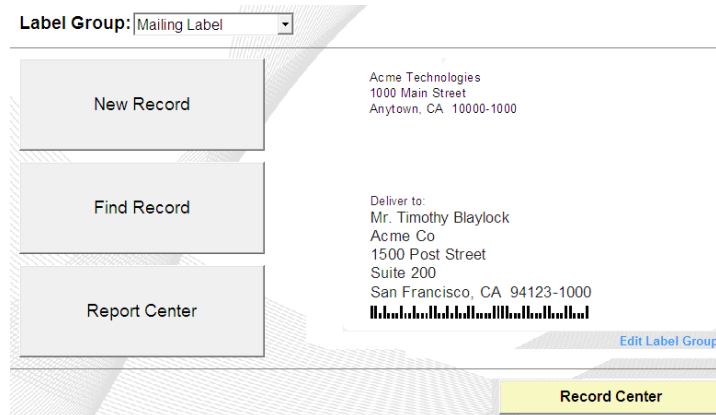 Label Group: Mailing Label
New Record
Find Record
Report Center
Acme Technologies
1000 Main Street
Anytown, CA 10000-1000
Deliver to:
Mr. Timothy Blaylock
Acme Co
1500 Post Street
Suite 200
San Francisco, CA 94123-1000
Edit Label Group
Record Center